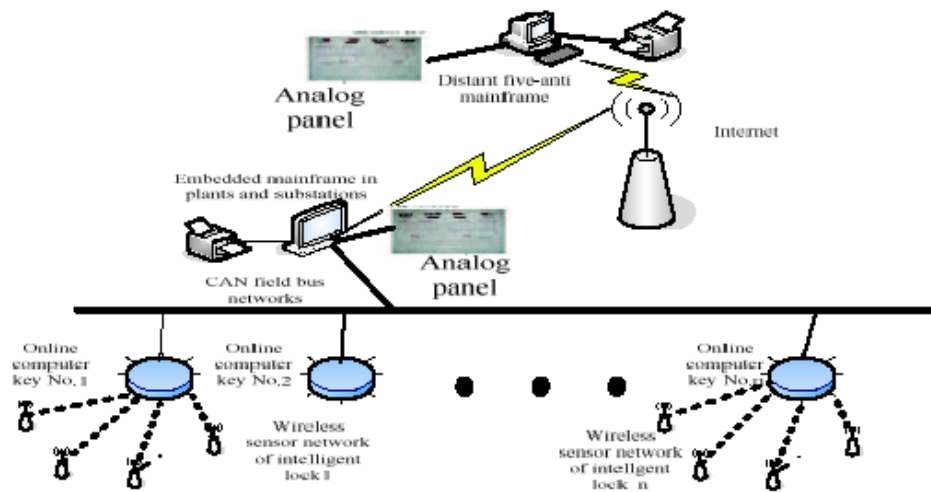 Distant five-anti
mainframe
Analog
panel
Internet
Embedded mainframe in
plants and substations
Analog
panel
CAN field bus
networks
Online
computer
key No. 1
Online
computer
key No.2
Online
computer
key No.n
Wireless
sensor network
of intelligent
lock1
Wireless
sensor network
of intellgent
lock n